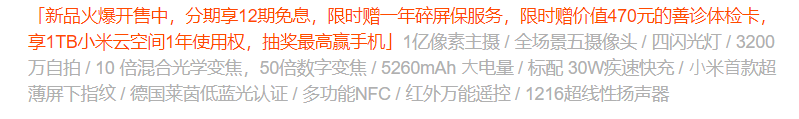 「新品火爆开售中，分期享12期免息，限时赠一年碎屏保服务，限时赠价值470元的善诊体检卡，
享1TB小米云空间1年使用权，抽奖最高赢手机」1亿像素主摄 / 全场景五摄像头 / 四闪光灯 / 3200
万自拍 / 10 倍混合光学变焦，50倍数字变焦 / 5260mAh 大电量 / 标配 30W疾速快充 / 小米首款超
薄屏下指纹 / 德国莱茵低蓝光认证 / 多功能NFC / 红外万能遥控 / 1216超线性扬声器